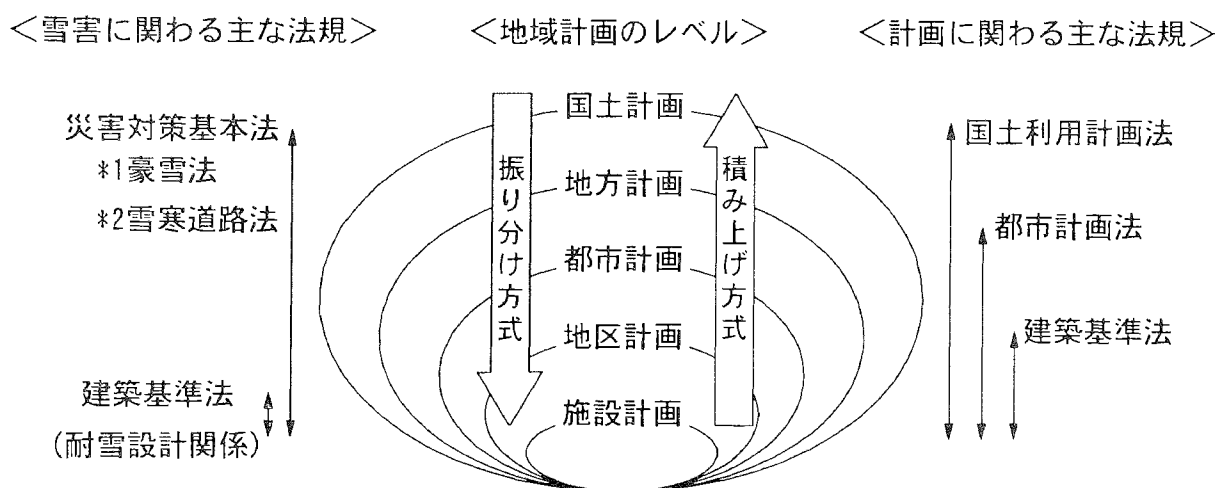 ＜雪害に関わる主な法規＞
＜地域計画のレベル＞
＜計画に関わる主な法規＞
災害対策基本法
*1豪雪法
*2雪寒道路法
建築基準法
(耐雪設計関係)
振り分け方式
国土計画
地方計画
都市計画
地区計画
施設計画
積み上げ方式
国土利用計画法
都市計画法
建築基準法